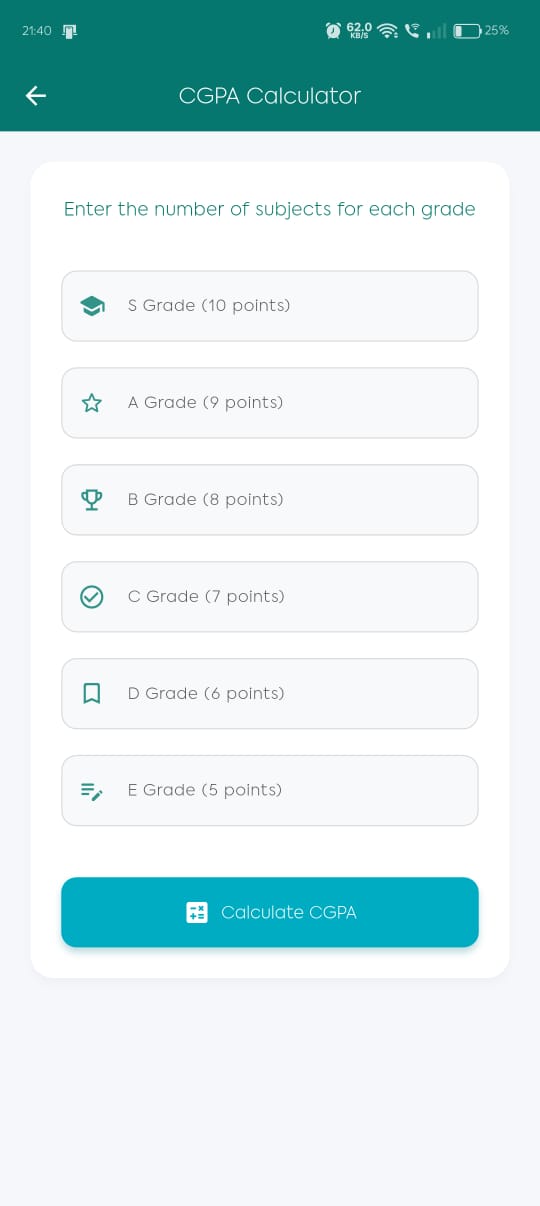 21:40
62.0
KB/S
25%
CGPA Calculator
Enter the number of subjects for each grade
S Grade (10 points)
A Grade (9 points)
B Grade (8 points)
C Grade (7 points)
D Grade (6 points)
E Grade (5 points)
Calculate CGPA